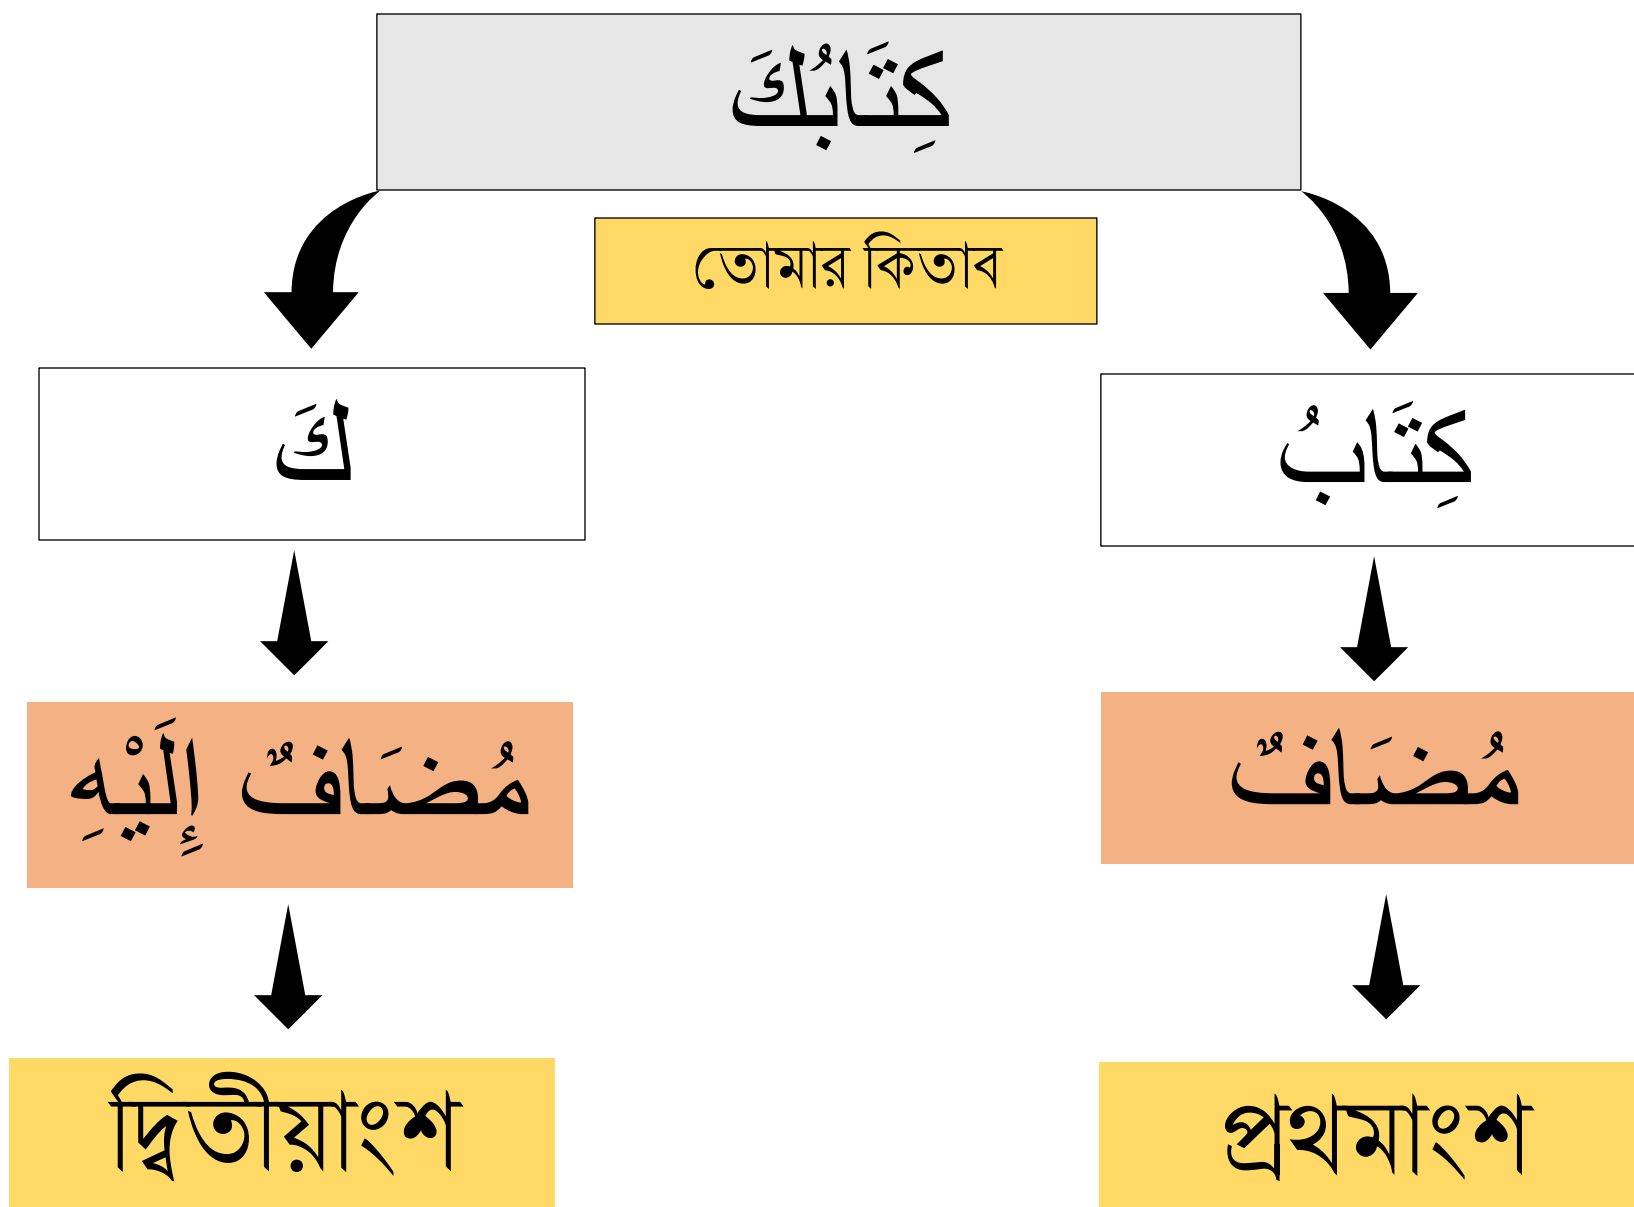 كِتَابُكَ
তোমার কিতাব
كِتَابُ
كَ
مُضَافٌ
مُضَافٌ إِلَيْهِ
প্রথমাংশ
দ্বিতীয়াংশ